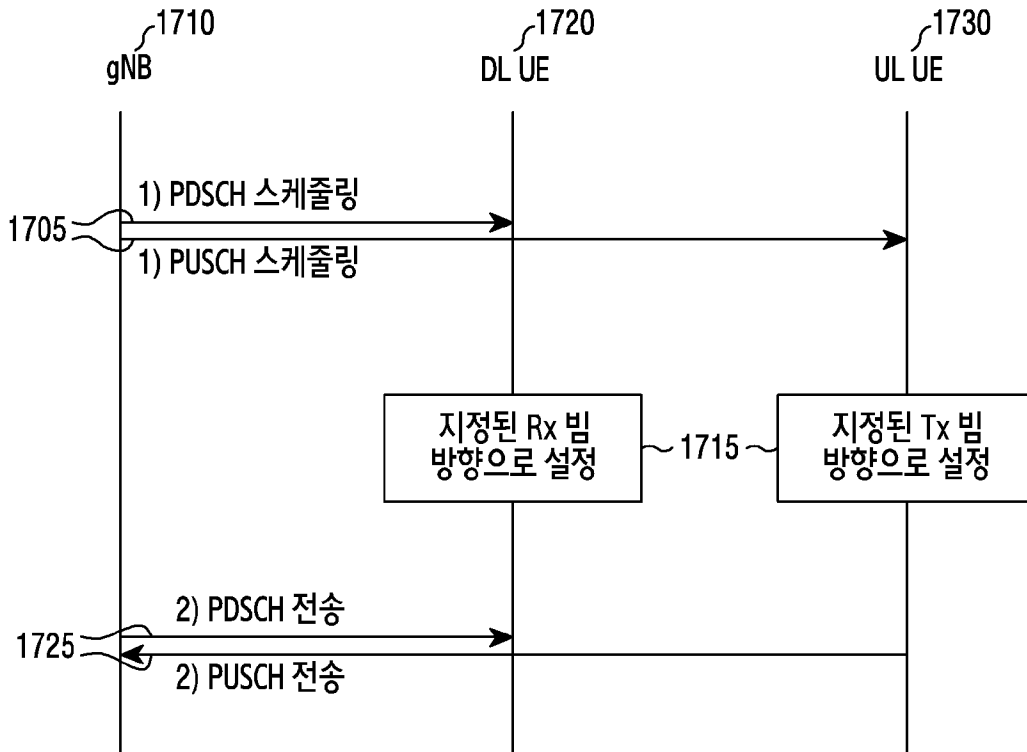 1710
gNB
1720
DL UE
1730
UL UE
1) PDSCH 스케줄링
1705
1) PUSCH 스케줄링
지정된 Rx 빔
방향으로 설정
1715
지정된 Tx 빔
방향으로 설정
2) PDSCH 전송
1725
2) PUSCH 전송